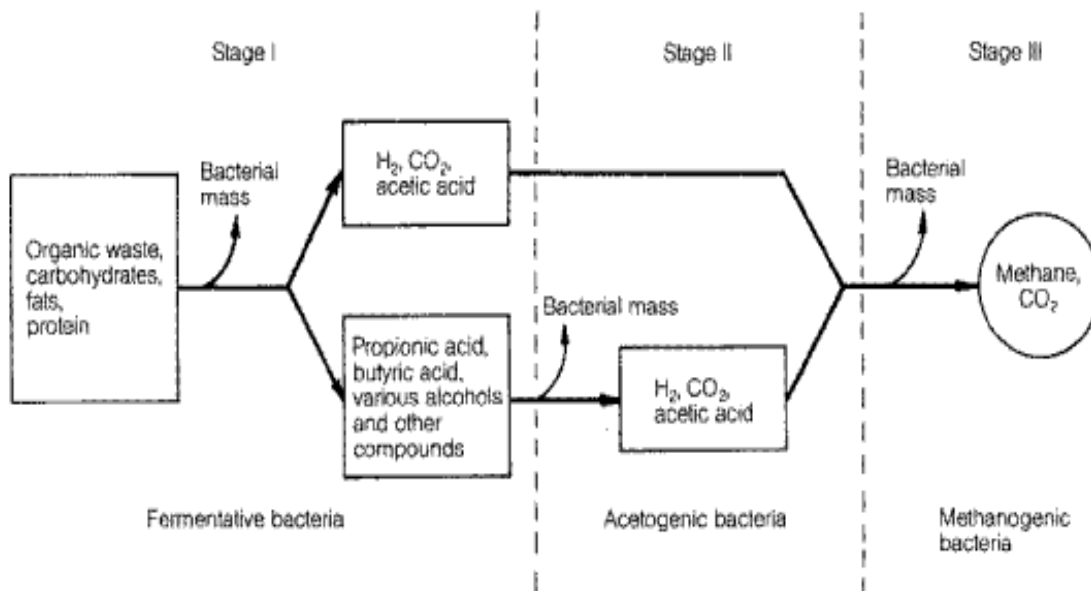 Stage I
Stage II
Stage III
Organic waste,
carbohydrates,
fats,
protein
Bacterial
mass
H₂, CO₂,
acetic acid
Propionic acid,
butyric acid,
various alcohols
and other
compounds
Bacterial mass
H₂, CO₂,
acetic acid
Bacterial
mass
Methane,
CO₂
Fermentative bacteria
Acetogenic bacteria
Methanogenic
bacteria